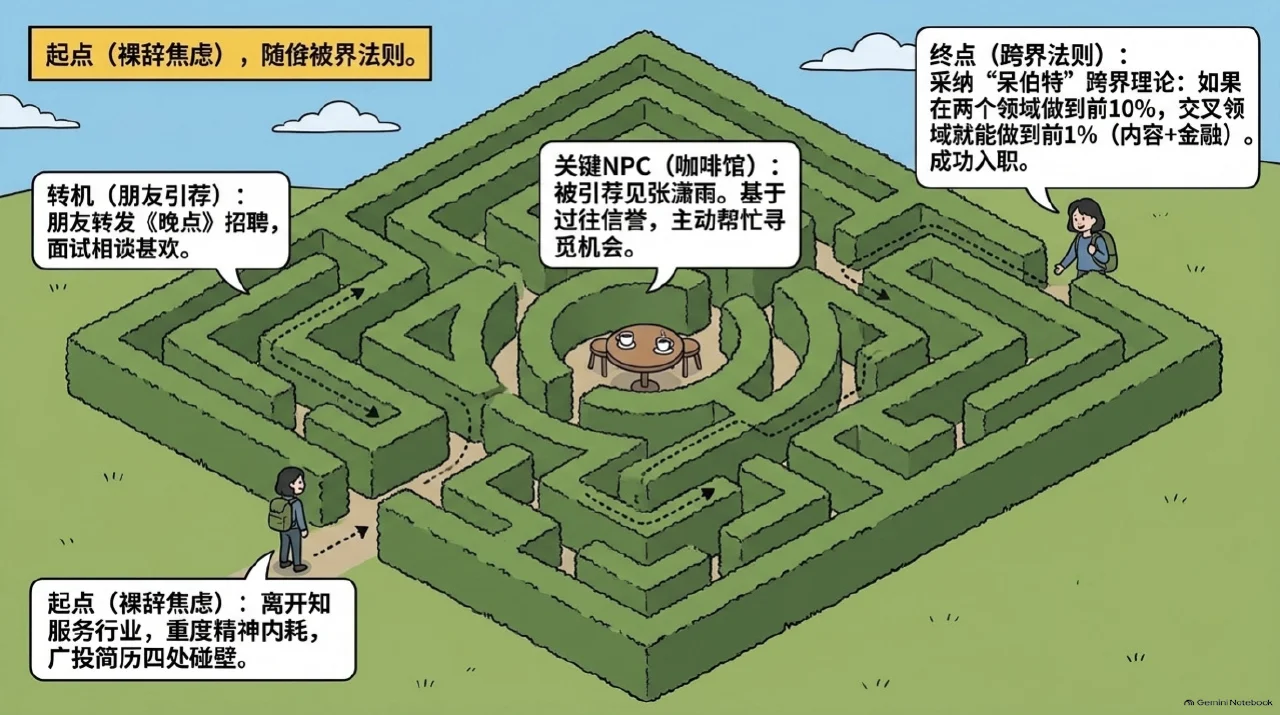 起点（裸辞焦虑），随俗被界法则。
终点（跨界法则）：
采纳“呆伯特”跨界理论：如果
在两个领域做到前10%，交叉领
域就能做到前1%（内容+金融）。
成功入职。
转机（朋友引荐）：
朋友转发《晚点》招聘，
面试相谈甚欢。
关键NPC（咖啡馆）：
被引荐见张潇雨。基于
过往信誉，主动帮忙寻
觅机会。
起点（裸辞焦虑）：离开知
服务行业，重度精神内耗，
广投简历四处碰壁。
Gemini Notebook